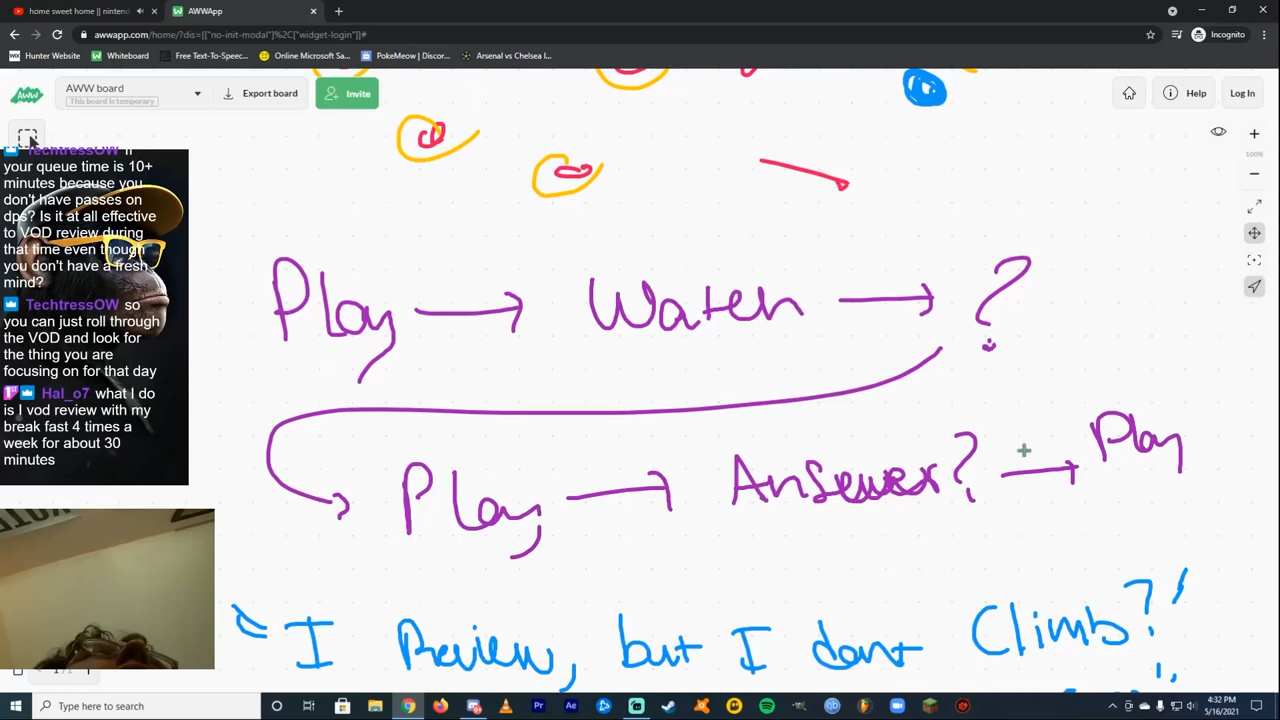 home sweet home || nintend
AWWApp
awwapp.com/home/?dis=[["no-init-modal"}%2C["widget-login"]]#
Incognito
Hunter Website
Whiteboard
Free Text-To-Speec...
Online Microsoft Sa...
PokeMeow | Discor...
Arsenal vs Chelsea I...
AWW
AWW board
This board is temporary
Export board
Invite
Help
Log In
100%
TechtressOW If
your queue time is 10+
minutes because you
don't have passes on
dps? Is it at all effective
to VOD review during
that time even though
you don't have a fresh
mind?
TechtressOW so
you can just roll through
the VOD and look for
the thing you are
focusing on for that day
Hal_o7 what I do
is I vod review with my
break fast 4 times a
week for about 30
minutes
Play → Watch → ?
Play → Answer? → Play
"I Review, but I dont Climb?!
Type here to search
4:32 PM
5/16/2021